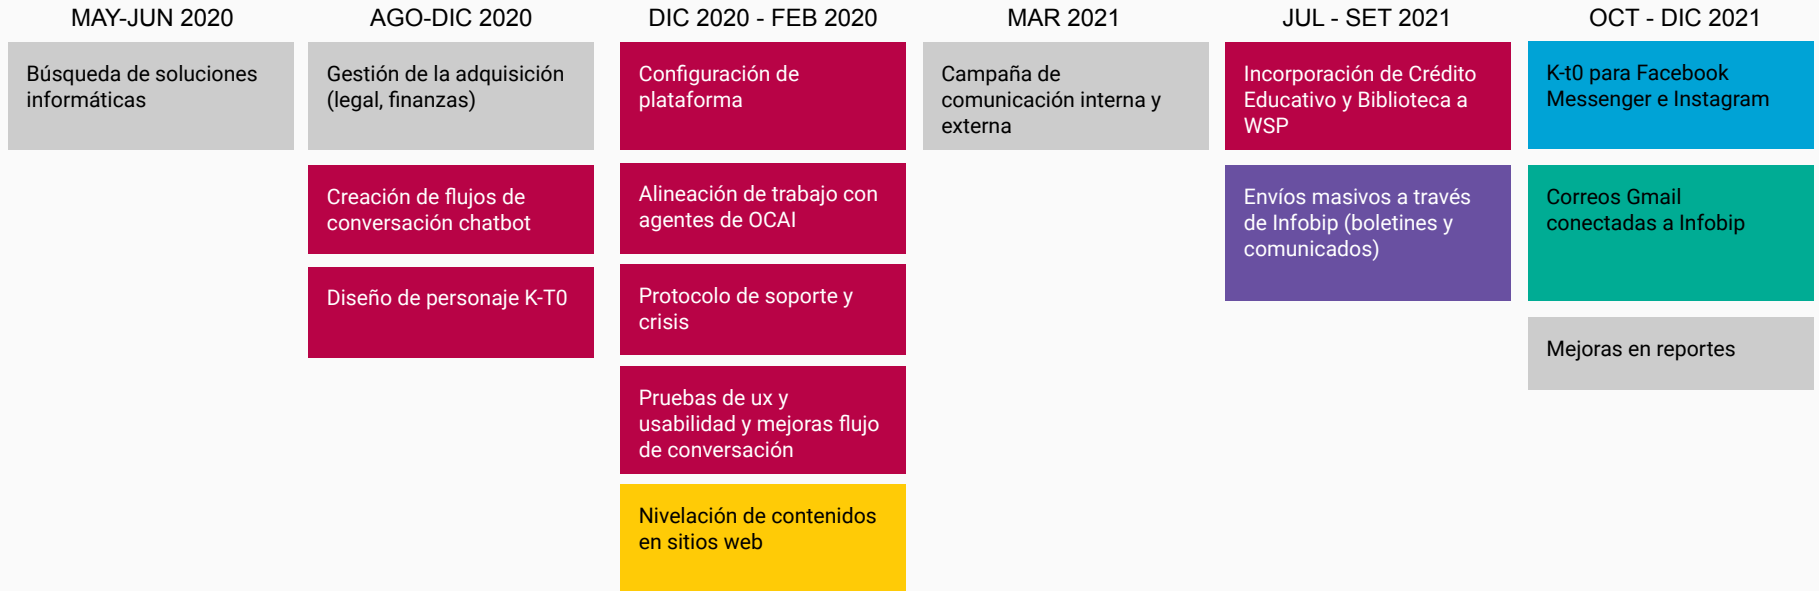 MAY-JUN 2020
AGO-DIC 2020
DIC 2020 - FEB 2020
MAR 2021
JUL - SET 2021
OCT - DIC 2021
Búsqueda de soluciones
informáticas
Gestión de la adquisición
(legal, finanzas)
Creación de flujos de
conversación chatbot
Diseño de personaje K-T0
Configuración de
plataforma
Alineación de trabajo con
agentes de OCAI
Protocolo de soporte y
crisis
Pruebas de ux y
usabilidad y mejoras flujo
de conversación
Nivelación de contenidos
en sitios web
Campaña de
comunicación interna y
externa
Incorporación de Crédito
Educativo y Biblioteca a
WSP
Envíos masivos a través
de Infobip (boletines y
comunicados)
K-t0 para Facebook
Messenger e Instagram
Correos Gmail
conectadas a Infobip
Mejoras en reportes